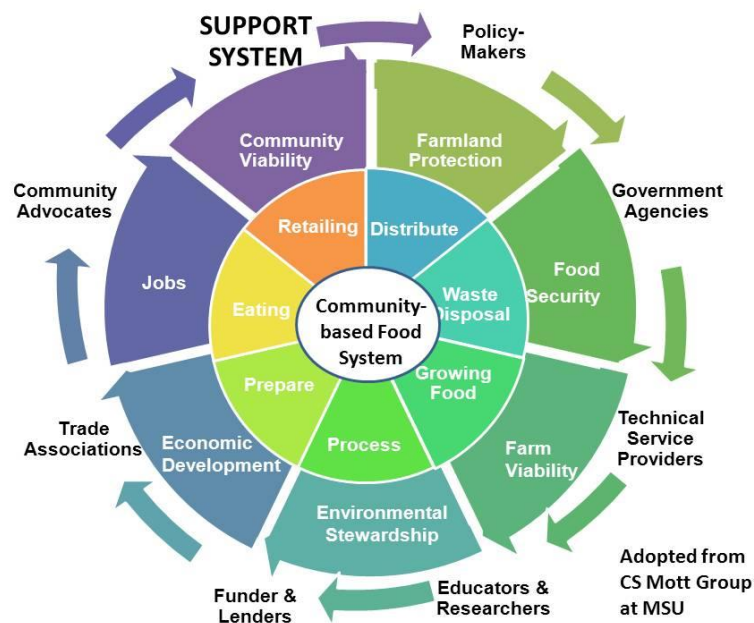 SUPPORT
SYSTEM
Policy-
Makers
Community
Viability
Farmland
Protection
Community
Advocates
Government
Agencies
Retailing
Distribute
Jobs
Eating
Community-
based Food
System
Waste
Disposal
Food
Security
Prepare
Growing
Food
Trade
Associations
Economic
Development
Process
Farm
Viability
Technical
Service
Providers
Environmental
Stewardship
Funder &
Lenders
Educators &
Researchers
Adopted from
CS Mott Group
at MSU